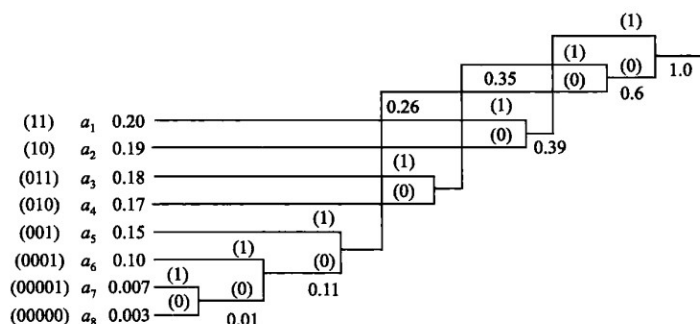 (1)
(1) (0) 1.0
0.35 (0) 0.6
0.26 (1)
(11) a₁ 0.20
(0)
(10) a₂ 0.19 0.39
(1)
(011) a₃ 0.18
(0)
(010) a₄ 0.17
(1)
(001) a₅ 0.15
(1)
(0001) a₆ 0.10 (0)
(1)
(00001) a₇ 0.007 (0) 0.11
(0)
(00000) a₈ 0.003 0.01